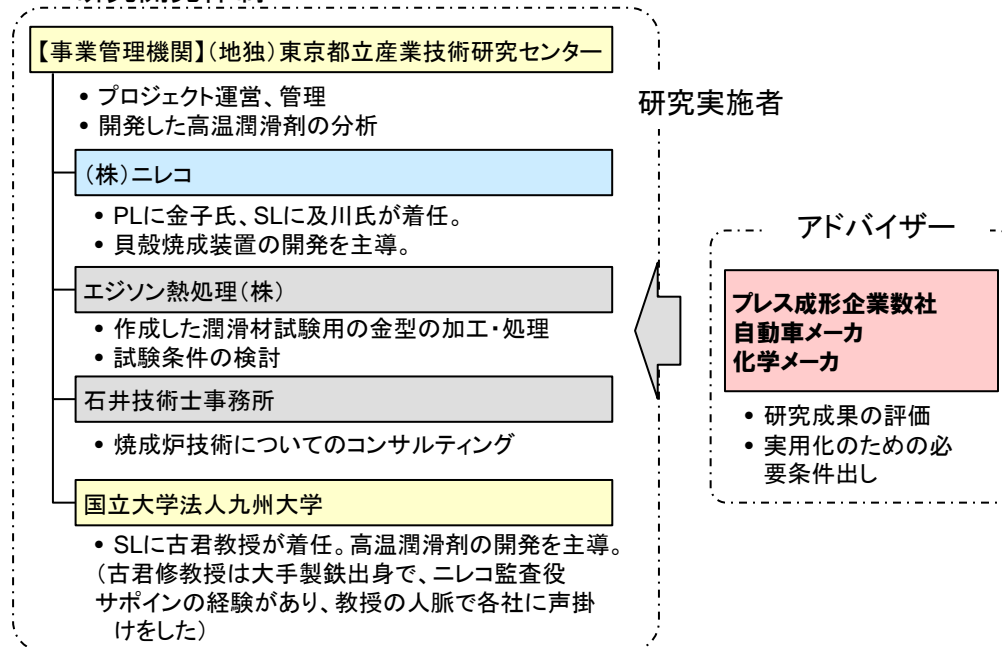 【事業管理機関】(地独)東京都立産業技術研究センター
• プロジェクト運営、管理
• 開発した高温潤滑剤の分析
研究実施者
(株)ニレコ
• PLに金子氏、SLに及川氏が着任。
• 貝殻焼成装置の開発を主導。
エジソン熱処理(株)
• 作成した潤滑材試験用の金型の加工・処理
• 試験条件の検討
石井技術士事務所
• 焼成炉技術についてのコンサルティング
国立大学法人九州大学
• SLに古君教授が着任。高温潤滑剤の開発を主導。
(古君修教授は大手製鉄出身で、ニレコ監査役
サポインの経験があり、教授の人脈で各社に声掛
けをした)
アドバイザー
プレス成形企業数社
自動車メーカ
化学メーカ
• 研究成果の評価
• 実用化のための必
要条件出し